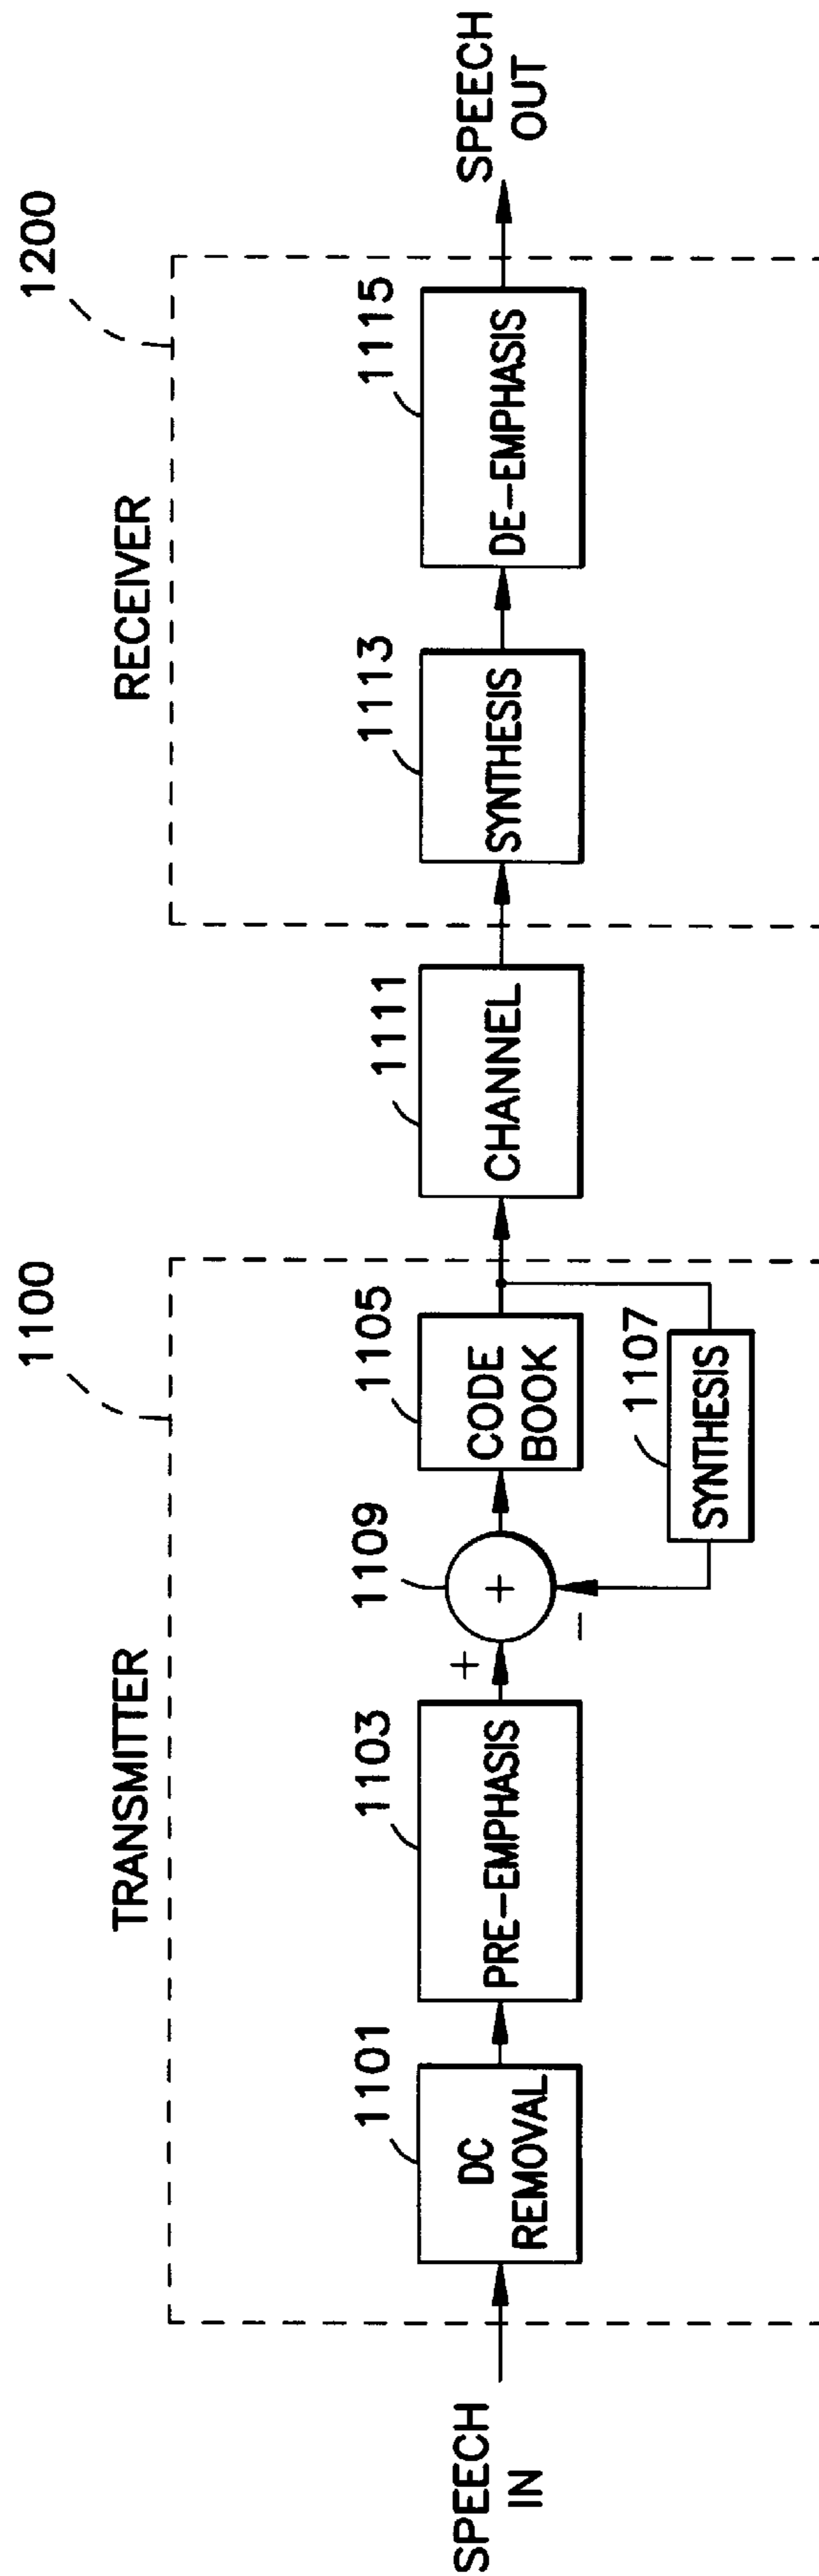 TRANSMITTER
1100
RECEIVER
1200
SPEECH
IN
1101
DC
REMOVAL
1103
PRE-EMPHASIS
+
1109
+
-
1105
CODE
BOOK
1107
SYNTHESIS
1111
CHANNEL
1113
SYNTHESIS
1115
DE-EMPHASIS
SPEECH
OUT